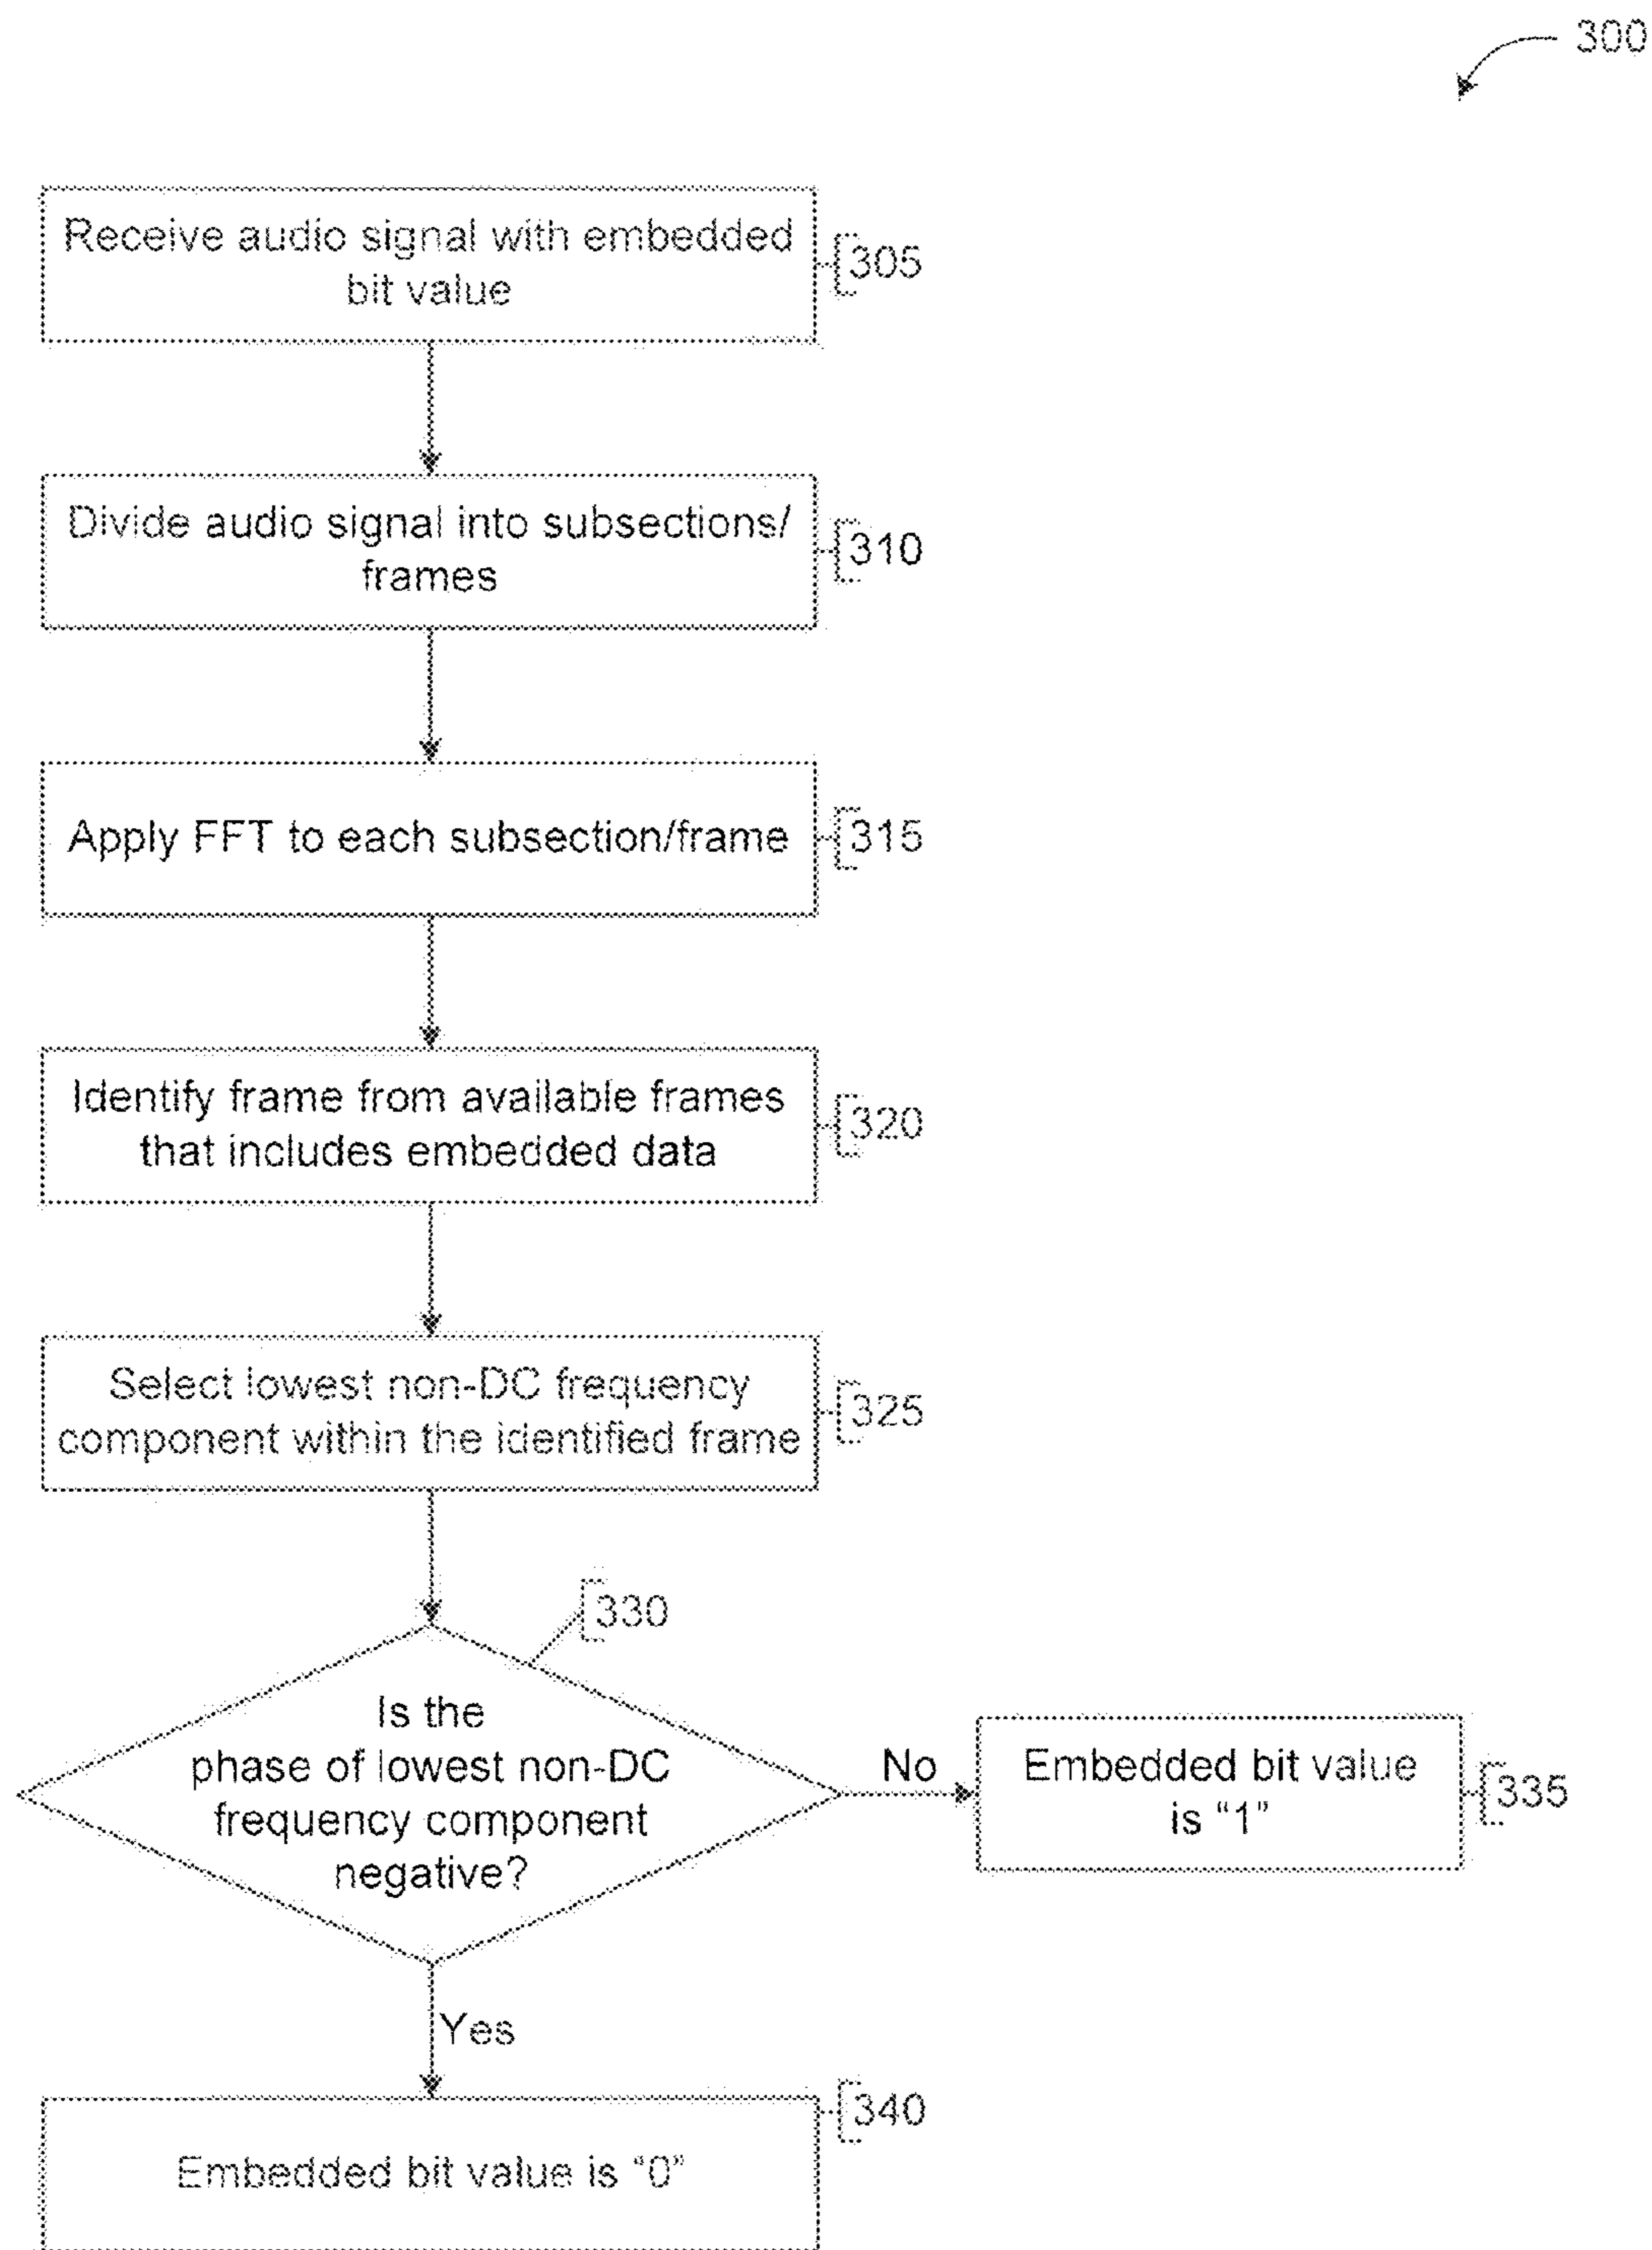 300
Receive audio signal with embedded
bit value
305
Divide audio signal into subsections/
frames
310
Apply FFT to each subsection/frame
315
Identify frame from available frames
that includes embedded data
320
Select lowest non-DC frequency
component within the identified frame
325
330
Is the
phase of lowest non-DC
frequency component
negative?
No
Embedded bit value
is “1”
335
Yes
340
Embedded bit value is “0”